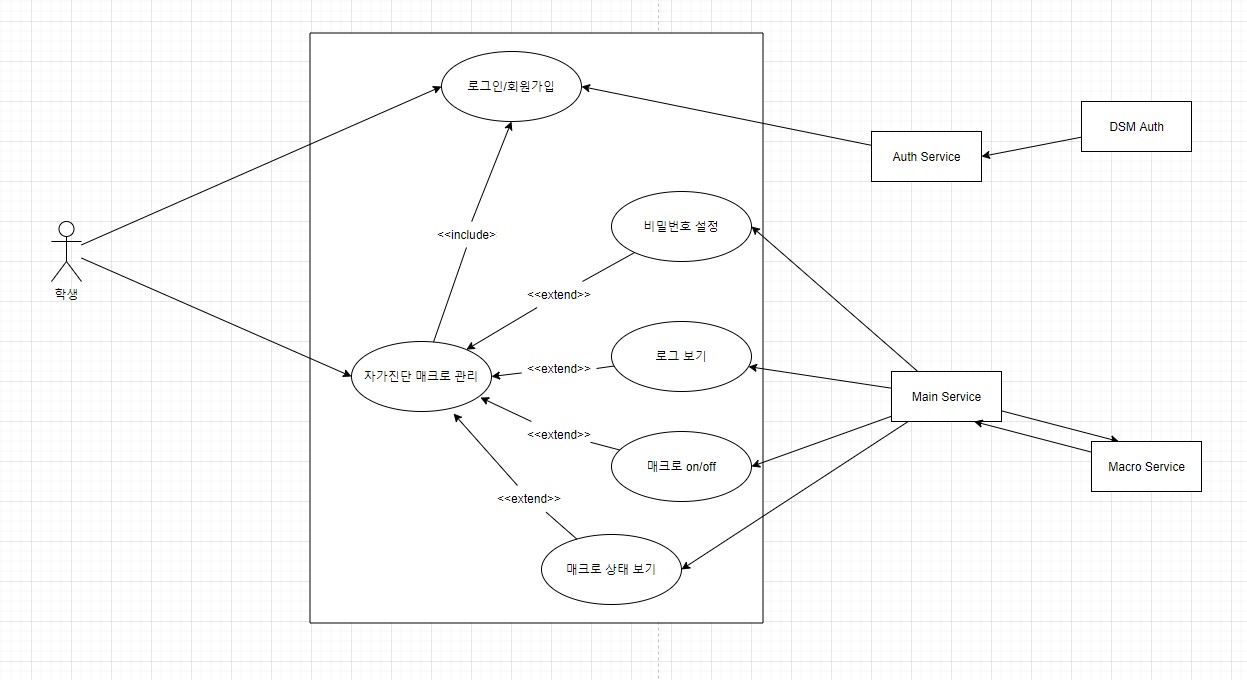 로그인/회원가입
DSM Auth
Auth Service
비밀번호 설정
<<include>
학생
<<extend>>
로그 보기
<<extend>>
자가진단 매크로 관리
Main Service
<<extend>>
매크로 on/off
Macro Service
<<extend>>
매크로 상태 보기